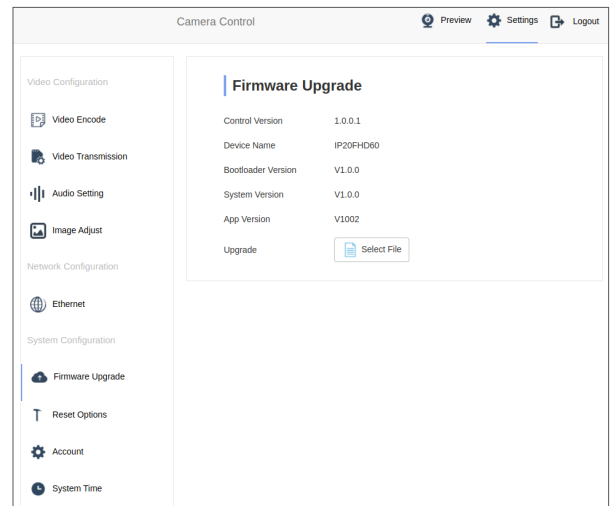 Camera Control
Preview
Settings
Logout
Video Configuration
Video Encode
Video Transmission
Audio Setting
Image Adjust
Network Configuration
Ethernet
System Configuration
Firmware Upgrade
Reset Options
Account
System Time
Firmware Upgrade
Control Version 1.0.0.1
Device Name IP20FHD60
Bootloader Version V1.0.0
System Version V1.0.0
App Version V1002
Upgrade Select File